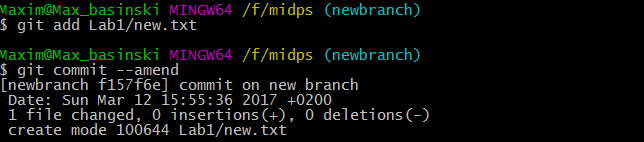 Maxim@Max_basinski MINGW64 /f/midps (newbranch)
$ git add Lab1/new.txt
Maxim@Max_basinski MINGW64 /f/midps (newbranch)
$ git commit --amend
[newbranch f157f6e] commit on new branch
Date: Sun Mar 12 15:55:36 2017 +0200
1 file changed, 0 insertions(+), 0 deletions(-)
create mode 100644 Lab1/new.txt